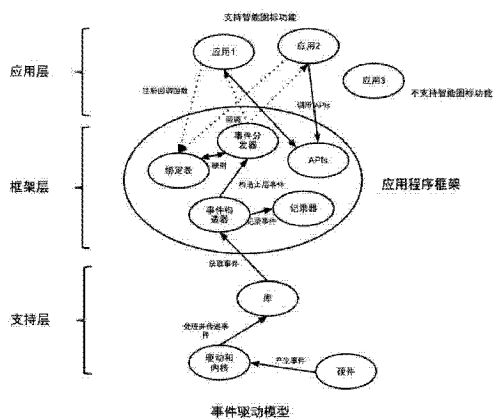 支持智能图标功能
应用1
应用2
应用层
应用3
注册回调函数
不支持智能图标功能
调用APIs
回调
事件分发器
绑定表
映射
APIs
框架层
应用程序框架
构造上层事件
事件构造器
记录器
记录事件
获取事件
库
支持层
处理并传递事件
驱动和内核
产生事件
硬件
事件驱动模型